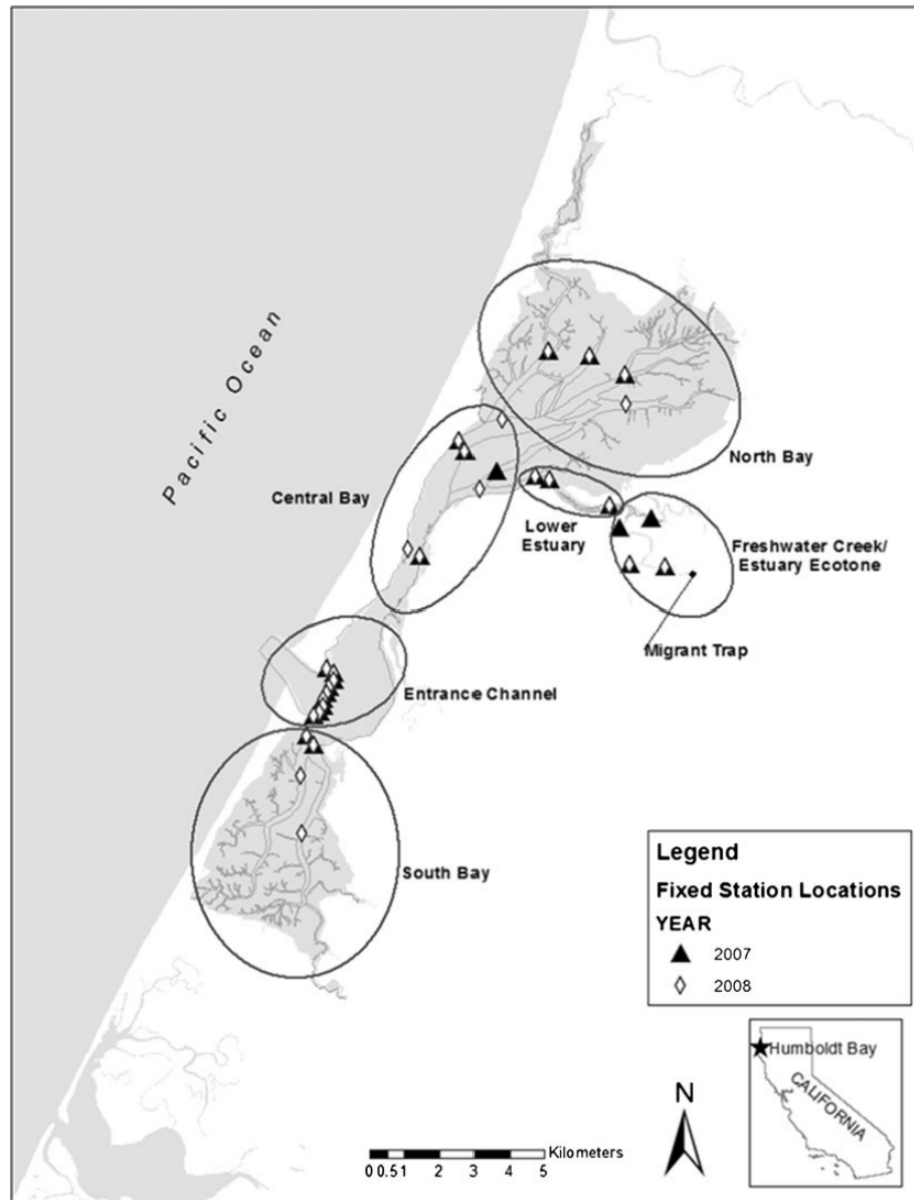 Pacific Ocean
North Bay
Central Bay
Lower
Estuary
Freshwater Creek/
Estuary Ecotone
Migrant Trap
Entrance Channel
South Bay
Legend
Fixed Station Locations
YEAR
2007
2008
Humboldt Bay
CALIFORNIA
N
Kilometers
0 0.5 1 2 3 4 5